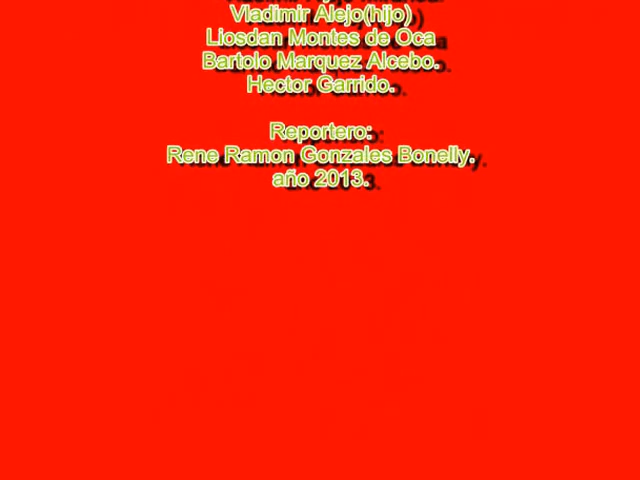 Vladimir Alejo(hijo)
Liosdan Montes de Oca
Bartolo Marquez Alcebo.
Hector Garrido.
Reportero:
Rene Ramon Gonzales Bonelly.
año 2013.